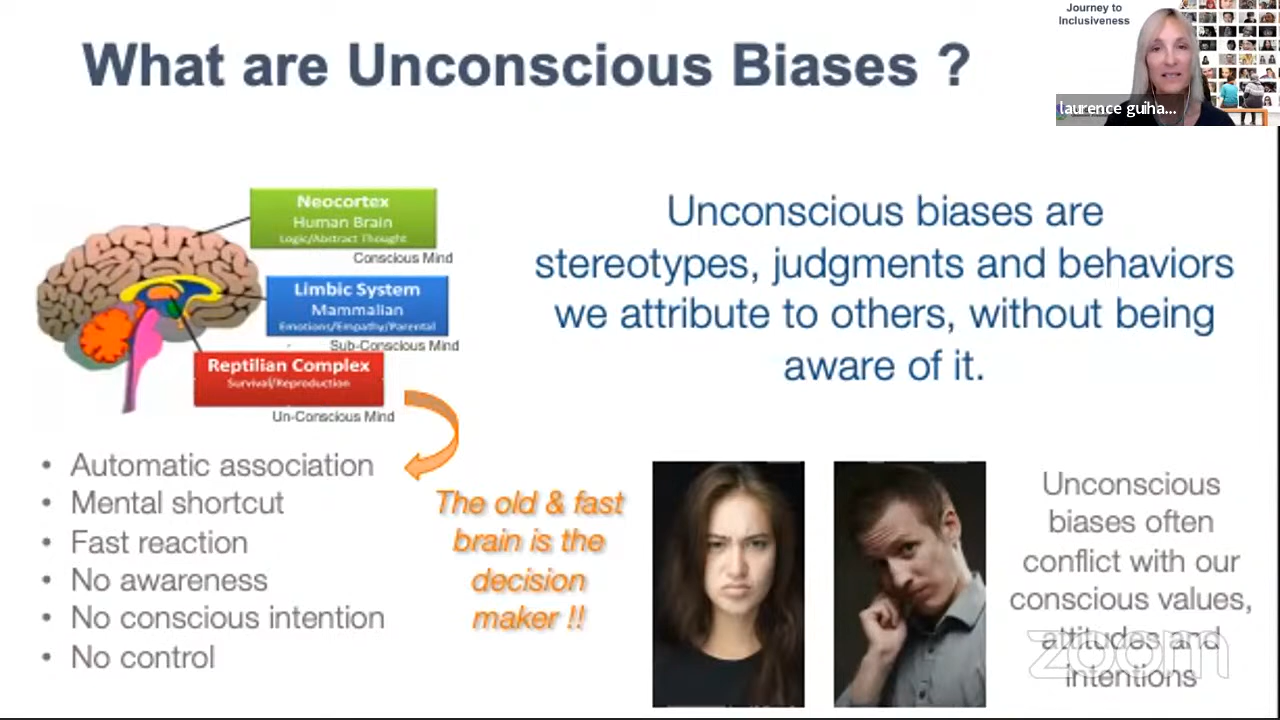 What are Unconscious Biases ?
Journey to
Inclusiveness
laurence guiha...
Neocortex
Human Brain
Logic/Abstract Thought
Conscious Mind
Limbic System
Mammalian
Emotions/Empathy/Parental
Sub-Conscious Mind
Reptilian Complex
Survival/Reproduction
Un-Conscious Mind
Unconscious biases are
stereotypes, judgments and behaviors
we attribute to others, without being
aware of it.
• Automatic association
• Mental shortcut
• Fast reaction
• No awareness
• No conscious intention
• No control
The old & fast
brain is the
decision
maker !!
Unconscious
biases often
conflict with our
conscious values,
attitudes and
intentions
zoom